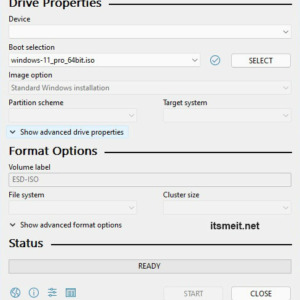 Drive Properties
Device
Boot selection
windows-11_pro_64bit.iso
SELECT
Image option
Standard Windows installation
Partition scheme
Target system
Show advanced drive properties
Format Options
Volume label
ESD-ISO
File system
Cluster size
Show advanced format options
itsmeit.net
Status
READY
START
CLOSE